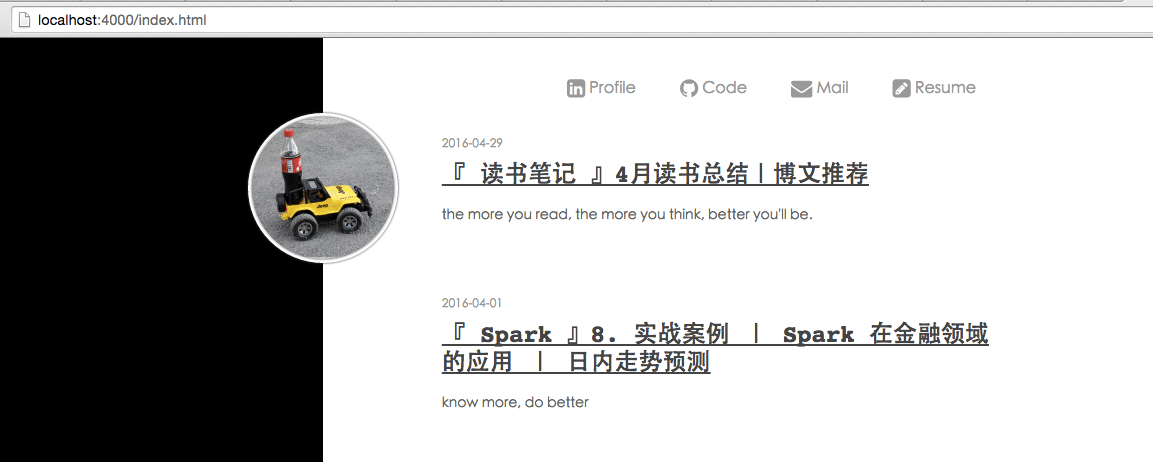 localhost:4000/index.html
Profile Code Mail Resume
2016-04-29
『 读书笔记 』4月读书总结|博文推荐
the more you read, the more you think, better you'll be.
2016-04-01
『 Spark 』8. 实战案例 | Spark 在金融领域
的应用 | 日内走势预测
know more, do better